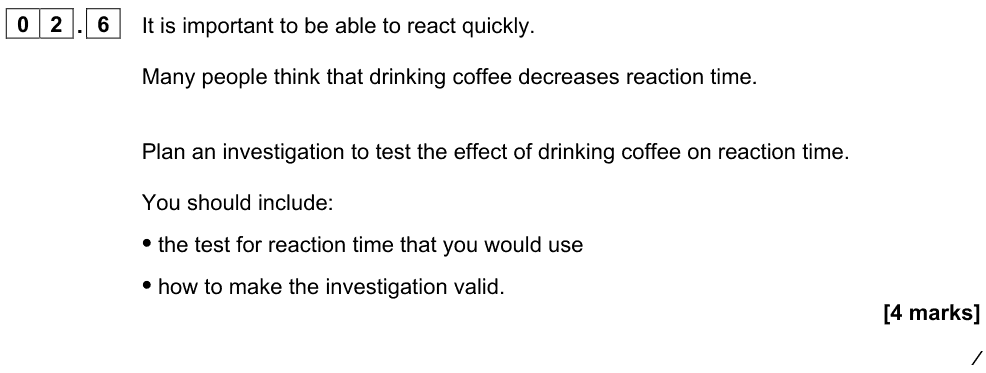 02.6 It is important to be able to react quickly.
Many people think that drinking coffee decreases reaction time.
Plan an investigation to test the effect of drinking coffee on reaction time.
You should include:
• the test for reaction time that you would use
• how to make the investigation valid.
[4 marks]